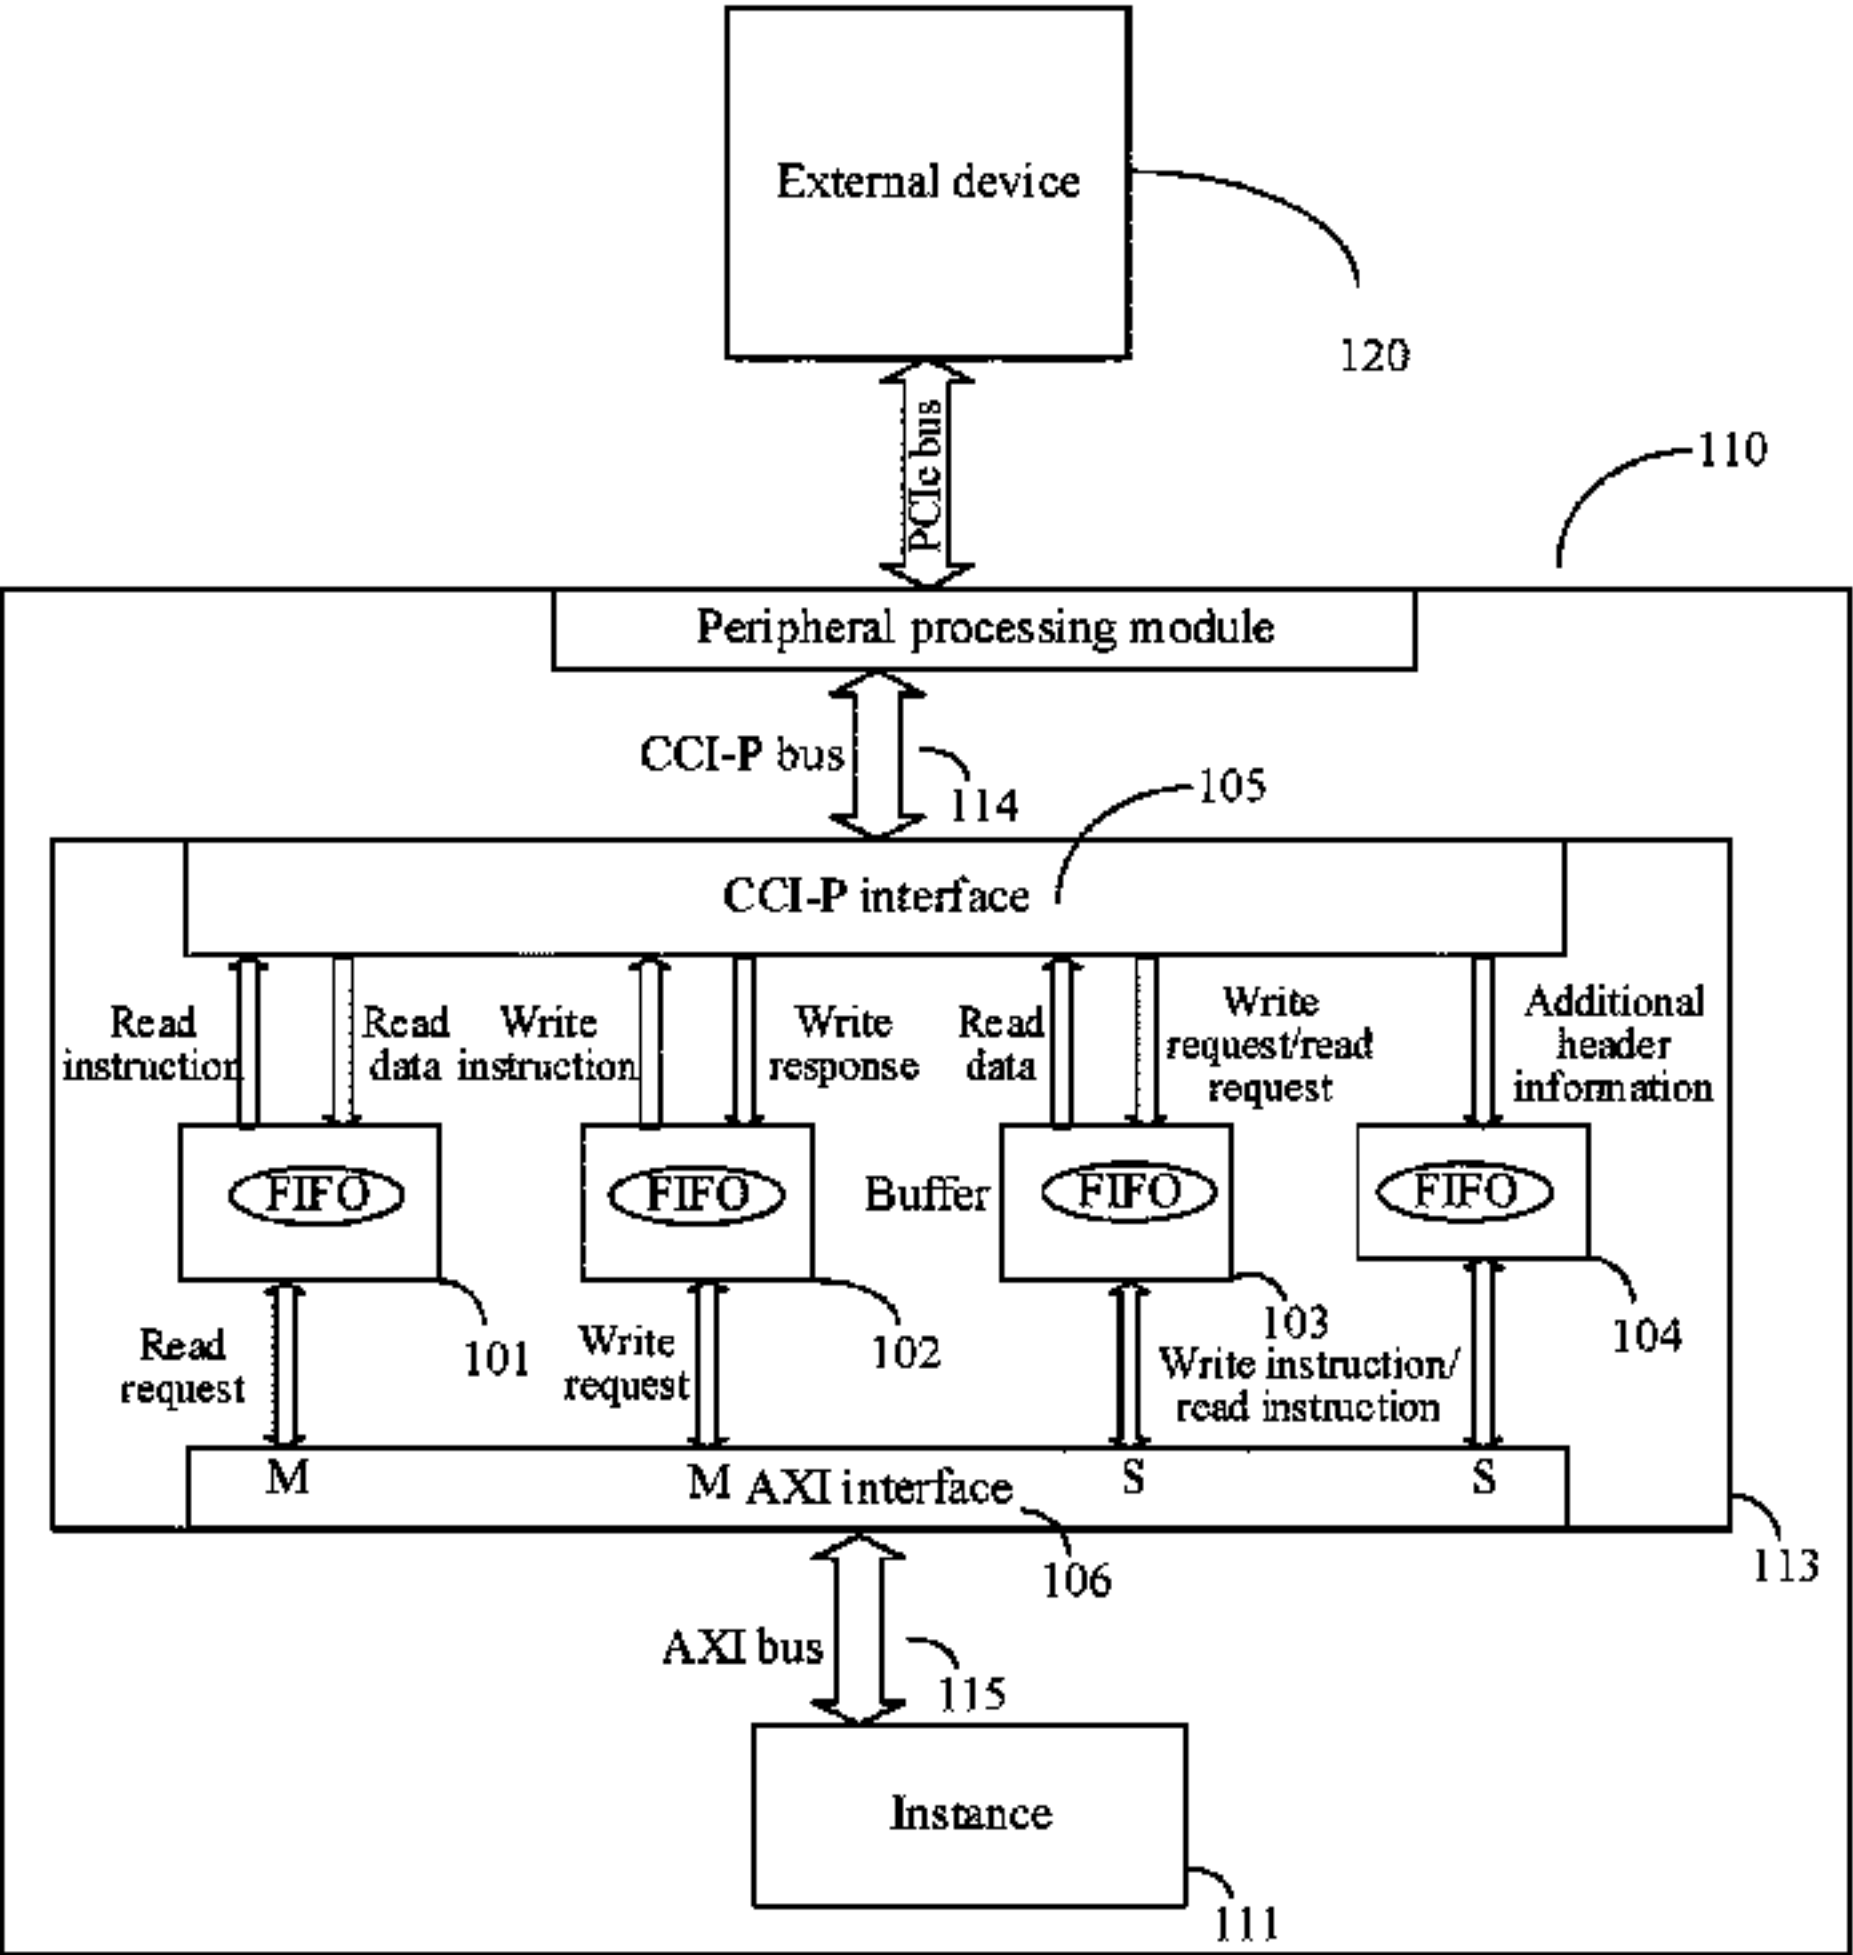 External device
120
PCIe bus
110
Peripheral processing module
CCI-P bus
114
105
CCI-P interface
Read
instruction
Read
data
Write
instruction
Write
response
Read
data
Write
request/read
request
Additional
header
information
FIFO
FIFO
Buffer
FIFO
FIFO
101
102
103
104
Read
request
Write
request
Write instruction/
read instruction
M
M
AXI interface
S
S
106
113
AXI bus
115
Instance
111